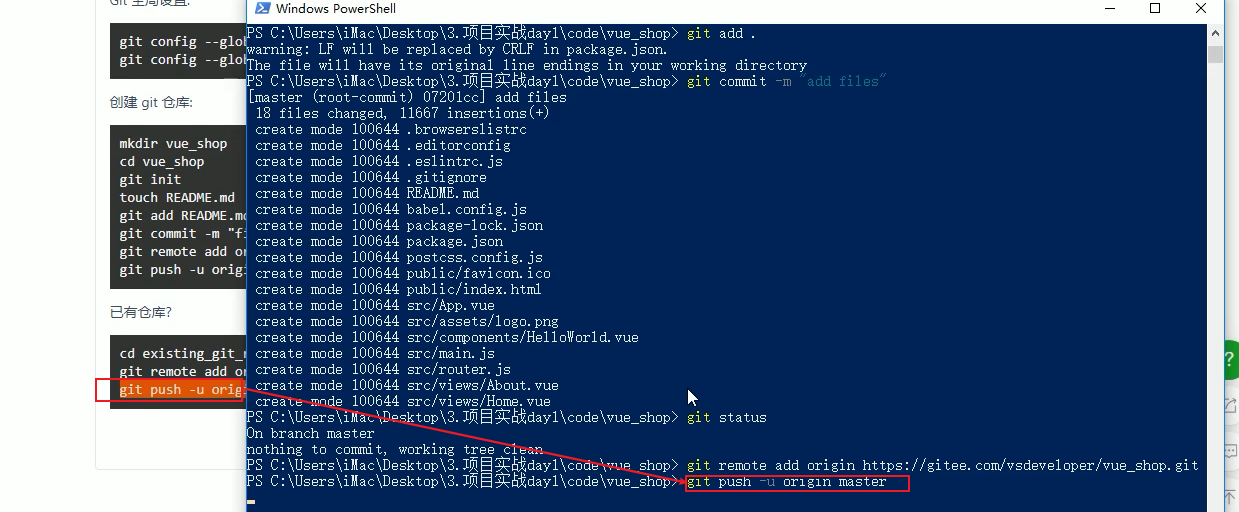 Git 全局设置:
git config --glob
git config --glob
创建 git 仓库:
mkdir vue_shop
cd vue_shop
git init
touch README.md
git add README.md
git commit -m "fi
git remote add or
git push -u orig
已有仓库?
cd existing_git_r
git remote add or
git push -u orig
Windows PowerShell
PS C:\Users\iMac\Desktop\3.项目实战day1\code\vue_shop> git add .
warning: LF will be replaced by CRLF in package.json.
The file will have its original line endings in your working directory
PS C:\Users\iMac\Desktop\3.项目实战day1\code\vue_shop> git commit -m "add files"
[master (root-commit) 07201cc] add files
18 files changed, 11667 insertions(+)
create mode 100644 .browserslistrc
create mode 100644 .editorconfig
create mode 100644 .eslintrc.js
create mode 100644 .gitignore
create mode 100644 README.md
create mode 100644 babel.config.js
create mode 100644 package-lock.json
create mode 100644 package.json
create mode 100644 postcss.config.js
create mode 100644 public/favicon.ico
create mode 100644 public/index.html
create mode 100644 src/App.vue
create mode 100644 src/assets/logo.png
create mode 100644 src/components/HelloWorld.vue
create mode 100644 src/main.js
create mode 100644 src/router.js
create mode 100644 src/views/About.vue
create mode 100644 src/views/Home.vue
PS C:\Users\iMac\Desktop\3.项目实战day1\code\vue_shop> git status
On branch master
nothing to commit, working tree clean
PS C:\Users\iMac\Desktop\3.项目实战day1\code\vue_shop> git remote add origin https://gitee.com/vsdeveloper/vue_shop.git
PS C:\Users\iMac\Desktop\3.项目实战day1\code\vue_shop> git push -u origin master
?